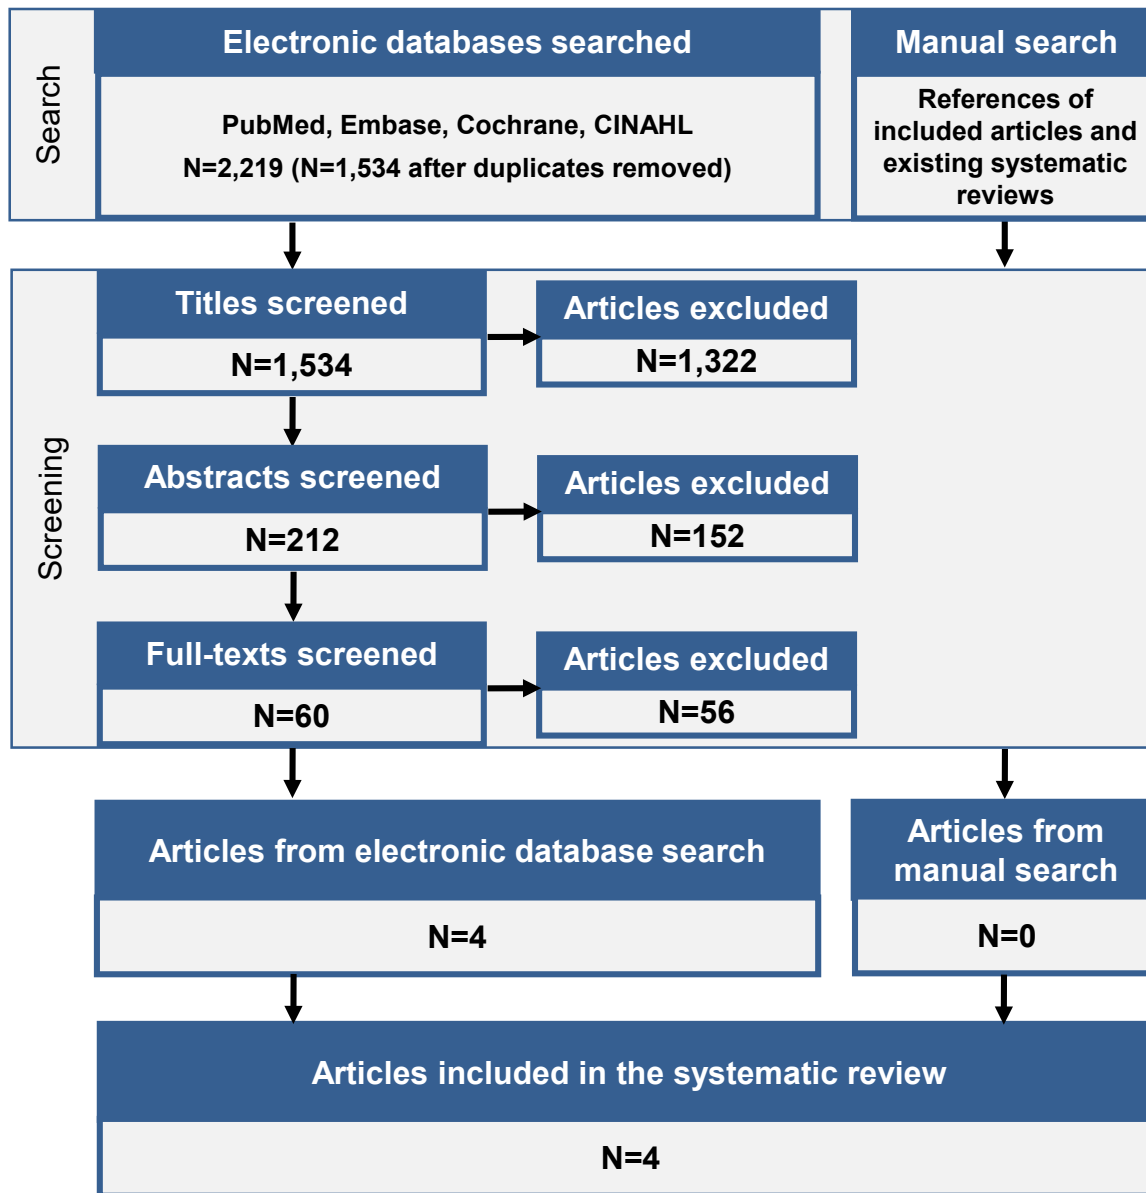 Search
Electronic databases searched
PubMed, Embase, Cochrane, CINAHL
N=2,219 (N=1,534 after duplicates removed)
Manual search
References of
included articles and
existing systematic
reviews
Screening
Titles screened
N=1,534
Articles excluded
N=1,322
Abstracts screened
N=212
Articles excluded
N=152
Full-texts screened
N=60
Articles excluded
N=56
Articles from electronic database search
N=4
Articles from
manual search
N=0
Articles included in the systematic review
N=4